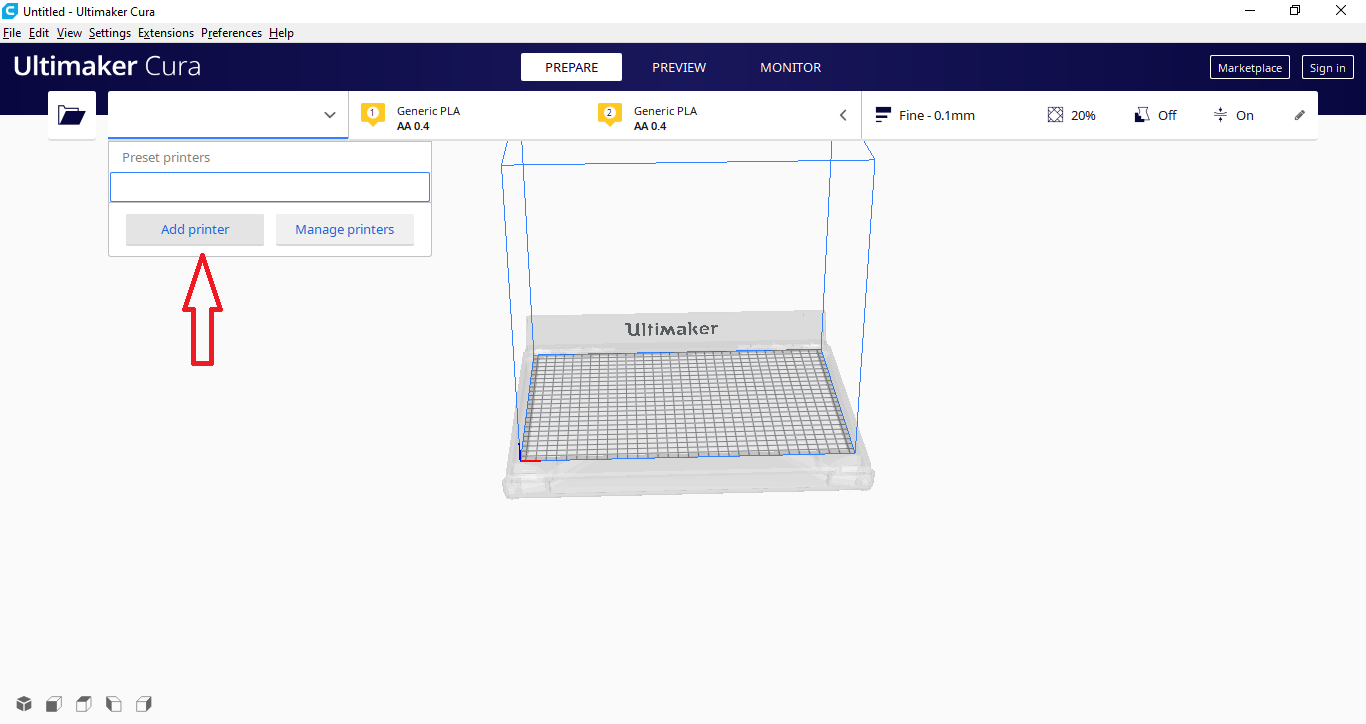 Untitled - Ultimaker Cura
File Edit View Settings Extensions Preferences Help
Ultimaker Cura
PREPARE
PREVIEW
MONITOR
Marketplace
Sign in
1
Generic PLA
AA 0.4
2
Generic PLA
AA 0.4
Fine - 0.1mm
20%
Off
On
Preset printers
Add printer
Manage printers
Ultimaker